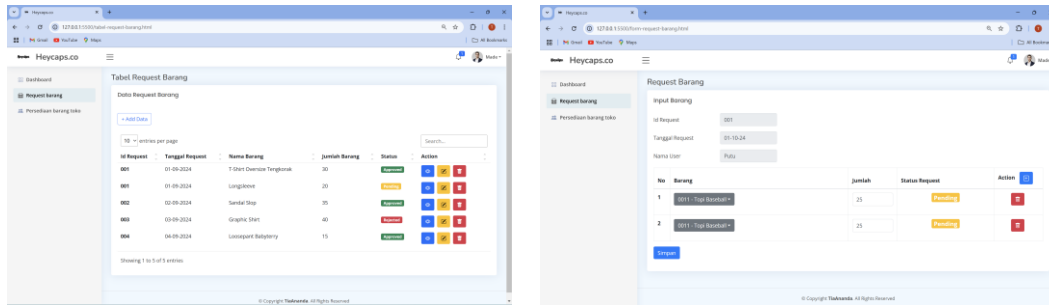 Heycaps.co
127.0.0.1:5500/tabel-request-barang.html
Gmail YouTube Maps All Bookmarks
Heycaps.co Made
Dashboard
Request barang
Persediaan barang toko
Tabel Request Barang
Data Request Barang
+ Add Data
10 entries per page Search...
Id Request Tanggal Request Nama Barang Jumlah Barang Status Action
001 01-09-2024 T-Shirt Oversize Tengkorak 30 Approved
001 01-09-2024 Longsleeve 20 Pending
002 02-09-2024 Sandal Slop 35 Approved
003 03-09-2024 Graphic Shirt 40 Rejected
004 04-09-2024 Loosepant Babyterry 15 Approved
Showing 1 to 5 of 5 entries
© Copyright TiaAnanda. All Rights Reserved
Heycaps.co
127.0.0.1:5500/form-request-barang.html
Gmail YouTube Maps All Bookmarks
Heycaps.co Made
Dashboard
Request barang
Persediaan barang toko
Request Barang
Input Barang
Id Request 001
Tanggal Request 01-10-24
Nama User Putu
No Barang Jumlah Status Request Action
1 0011 - Topi Baseball 25 Pending
2 0011 - Topi Baseball 25 Pending
Simpan
© Copyright TiaAnanda. All Rights Reserved